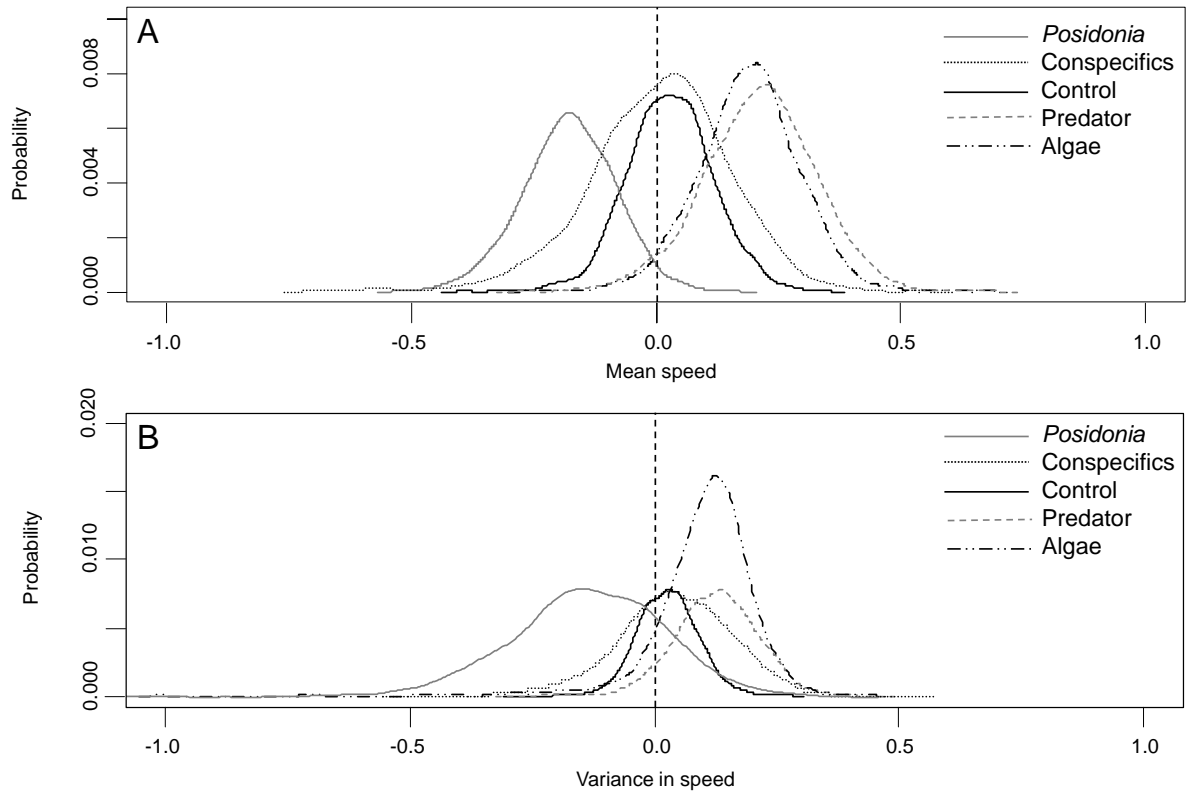 A
Posidonia
Conspecifics
Control
Predator
Algae
Probability
0.008
0.004
0.000
-1.0
-0.5
0.0
0.5
1.0
Mean speed
B
Posidonia
Conspecifics
Control
Predator
Algae
Probability
0.020
0.010
0.000
-1.0
-0.5
0.0
0.5
1.0
Variance in speed